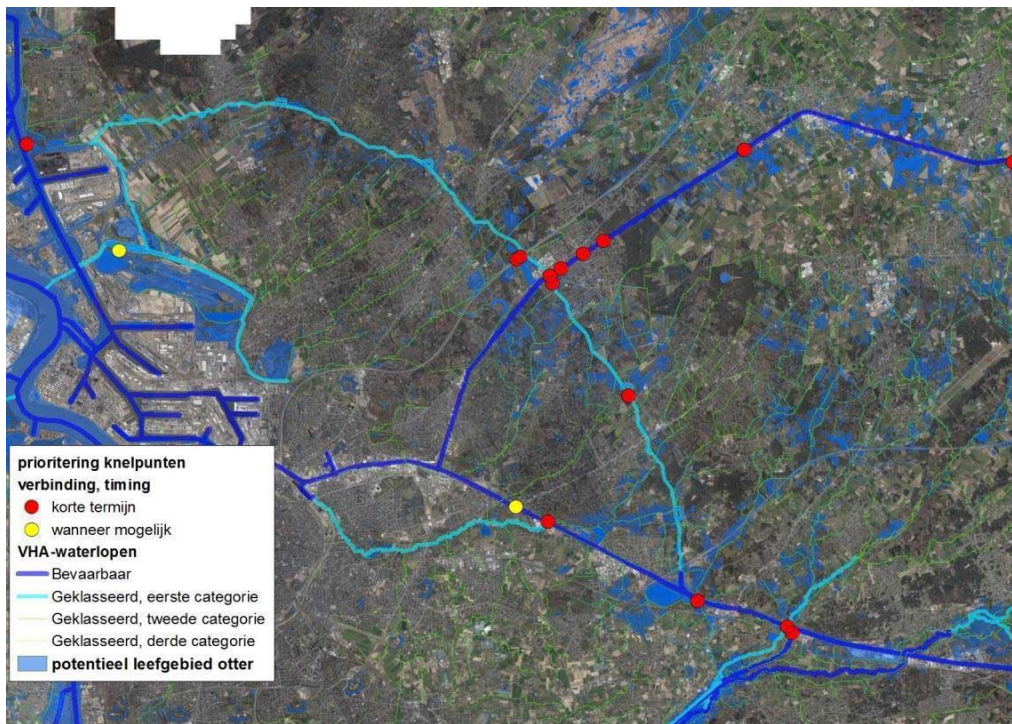 prioritering knelpunten
verbinding, timing
korte termijn
wanneer mogelijk
VHA-waterlopen
Bevaarbaar
Geklasseerd, eerste categorie
Geklasseerd, tweede categorie
Geklasseerd, derde categorie
potentieel leefgebied otter